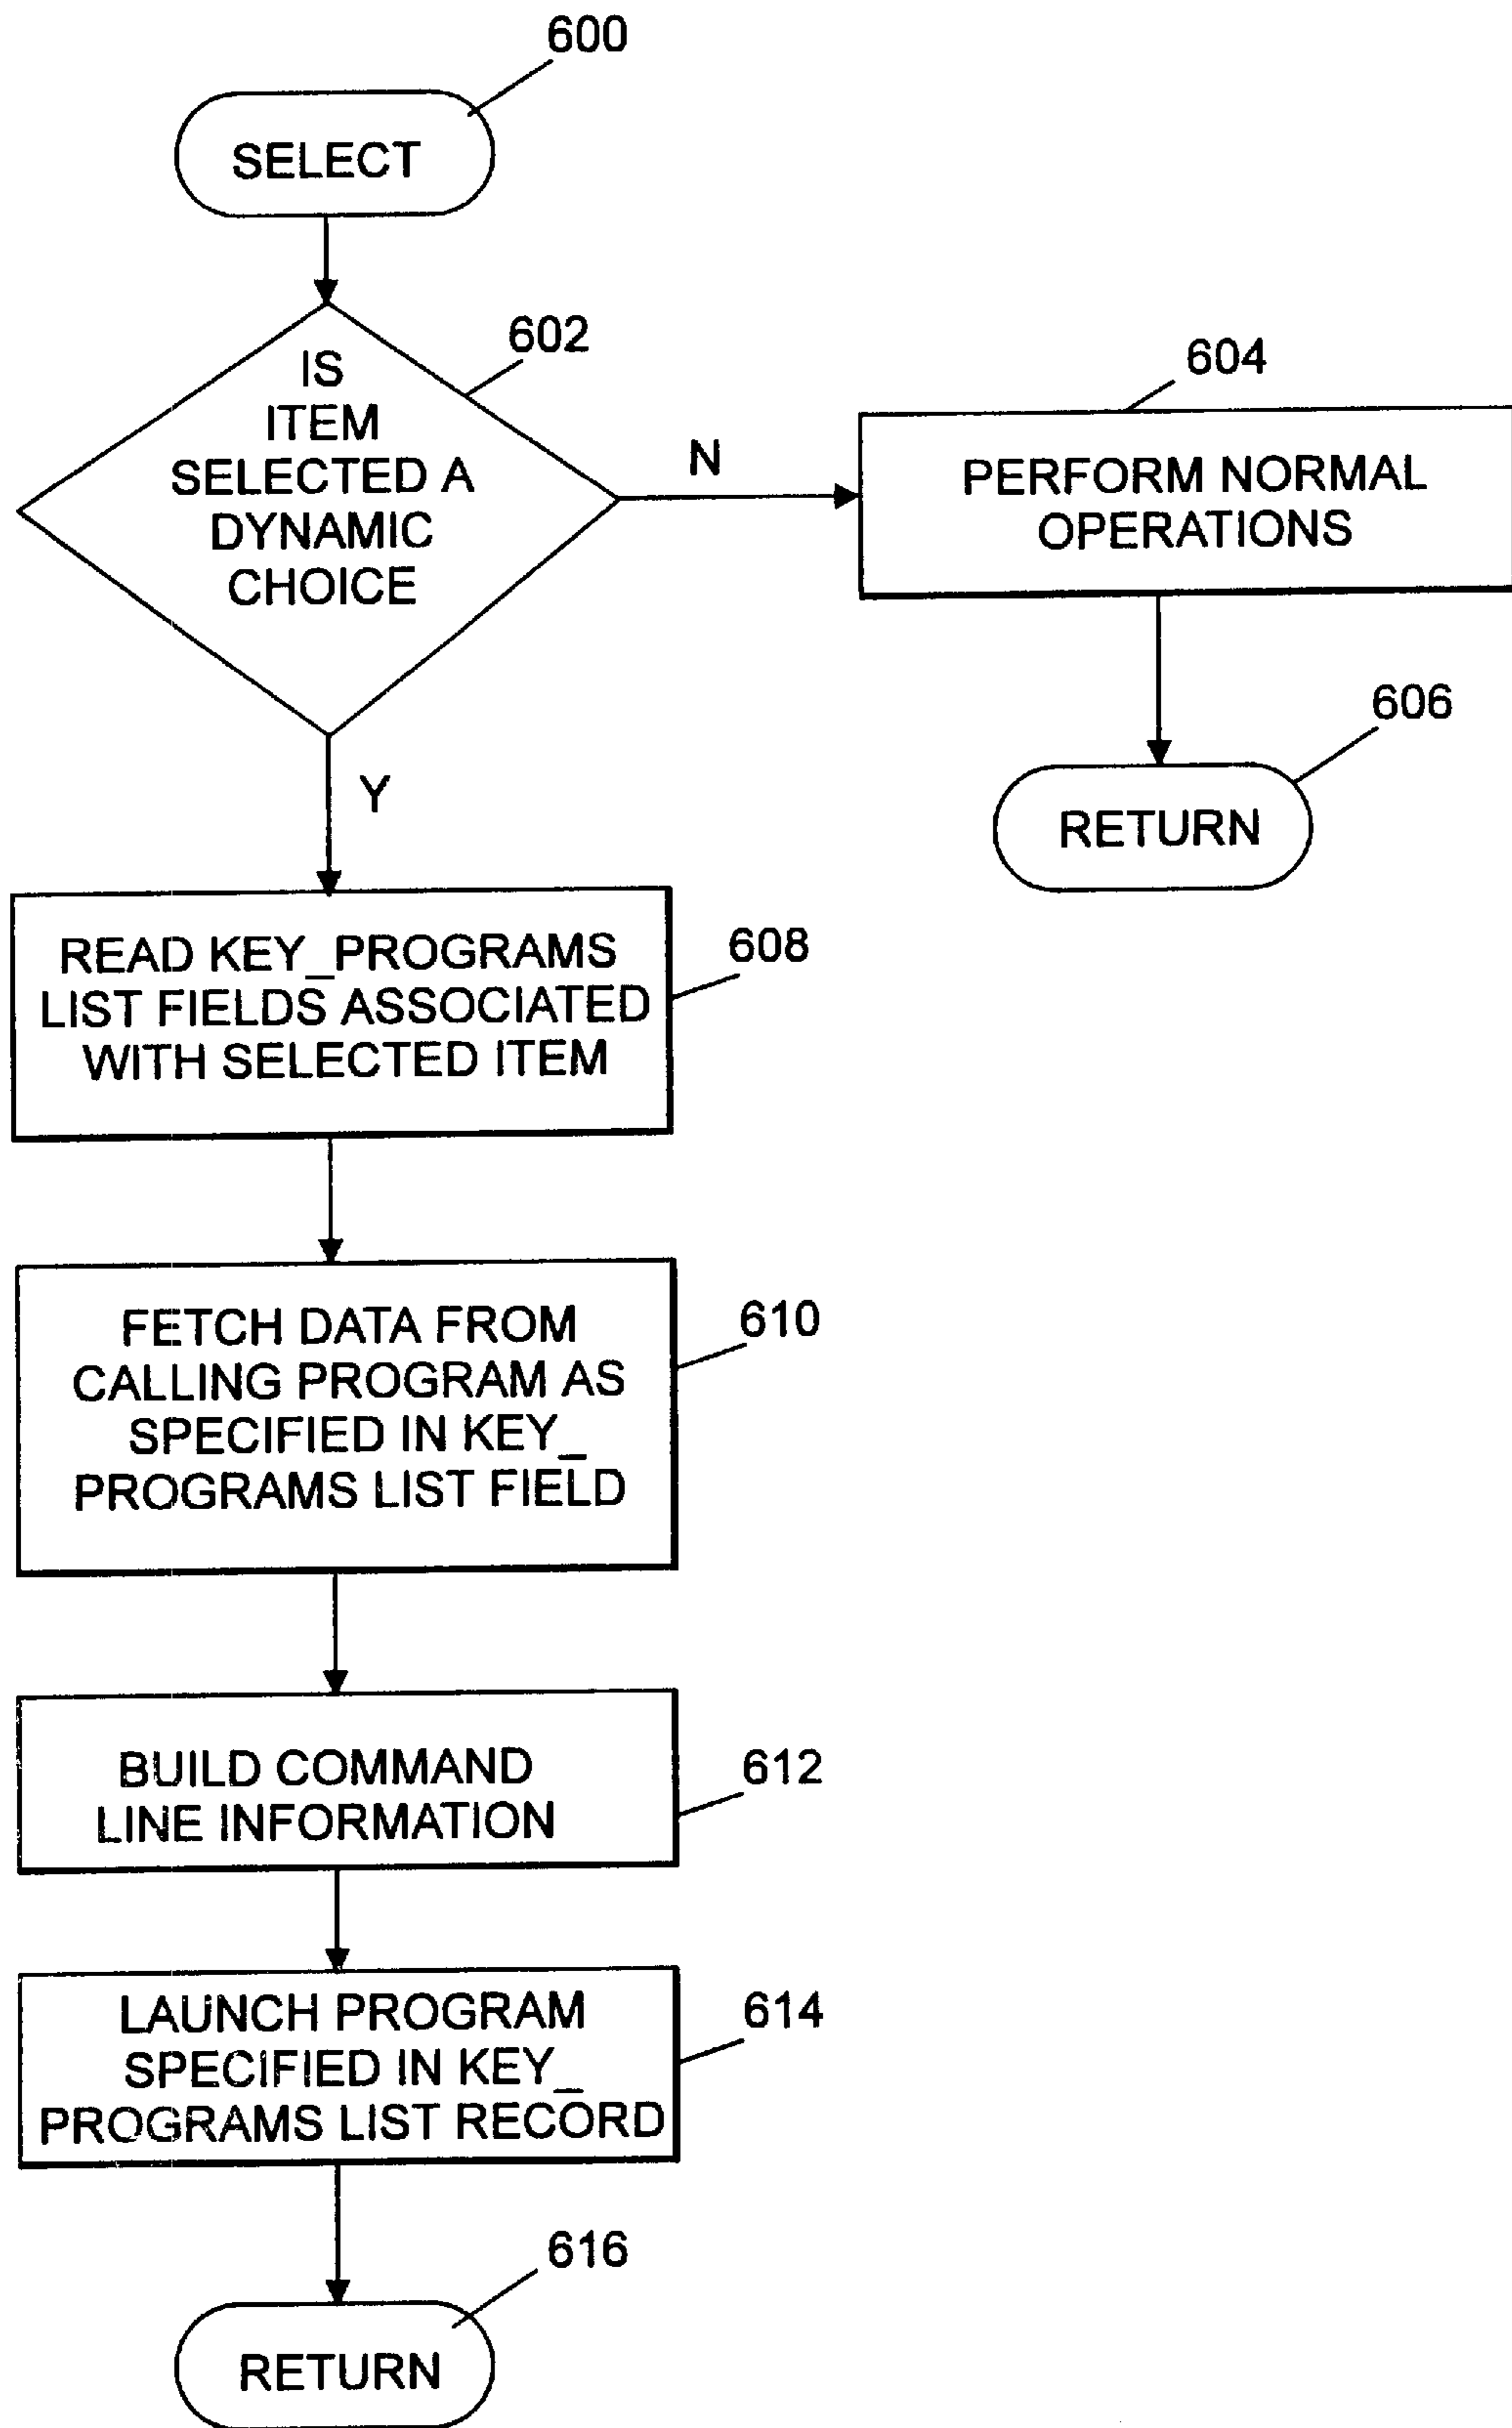 600
SELECT
602
IS
ITEM
SELECTED A
DYNAMIC
CHOICE
N
604
PERFORM NORMAL
OPERATIONS
606
RETURN
Y
608
READ KEY_PROGRAMS
LIST FIELDS ASSOCIATED
WITH SELECTED ITEM
610
FETCH DATA FROM
CALLING PROGRAM AS
SPECIFIED IN KEY_
PROGRAMS LIST FIELD
612
BUILD COMMAND
LINE INFORMATION
614
LAUNCH PROGRAM
SPECIFIED IN KEY_
PROGRAMS LIST RECORD
616
RETURN